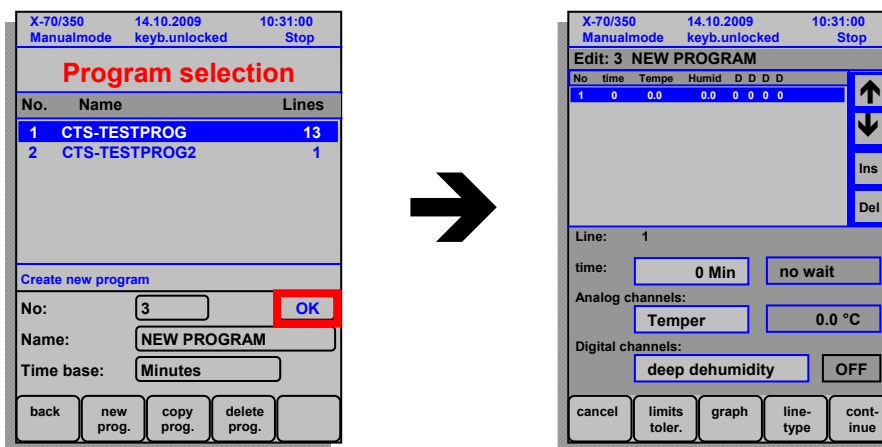 X-70/350 14.10.2009 10:31:00
Manualmode keyb.unlocked Stop
Program selection
No. Name Lines
1 CTS-TESTPROG 13
2 CTS-TESTPROG2 1
Create new program
No: 3 OK
Name: NEW PROGRAM
Time base: Minutes
back new prog. copy prog. delete prog.
X-70/350 14.10.2009 10:31:00
Manualmode keyb.unlocked Stop
Edit: 3 NEW PROGRAM
No time Tempe Humid D D D D
1 0 0.0 0.0 0 0 0 0
Ins
Del
Line: 1
time: 0 Min no wait
Analog channels:
Temper 0.0 °C
Digital channels:
deep dehumidity OFF
cancel limits toler. graph line- type cont- inue